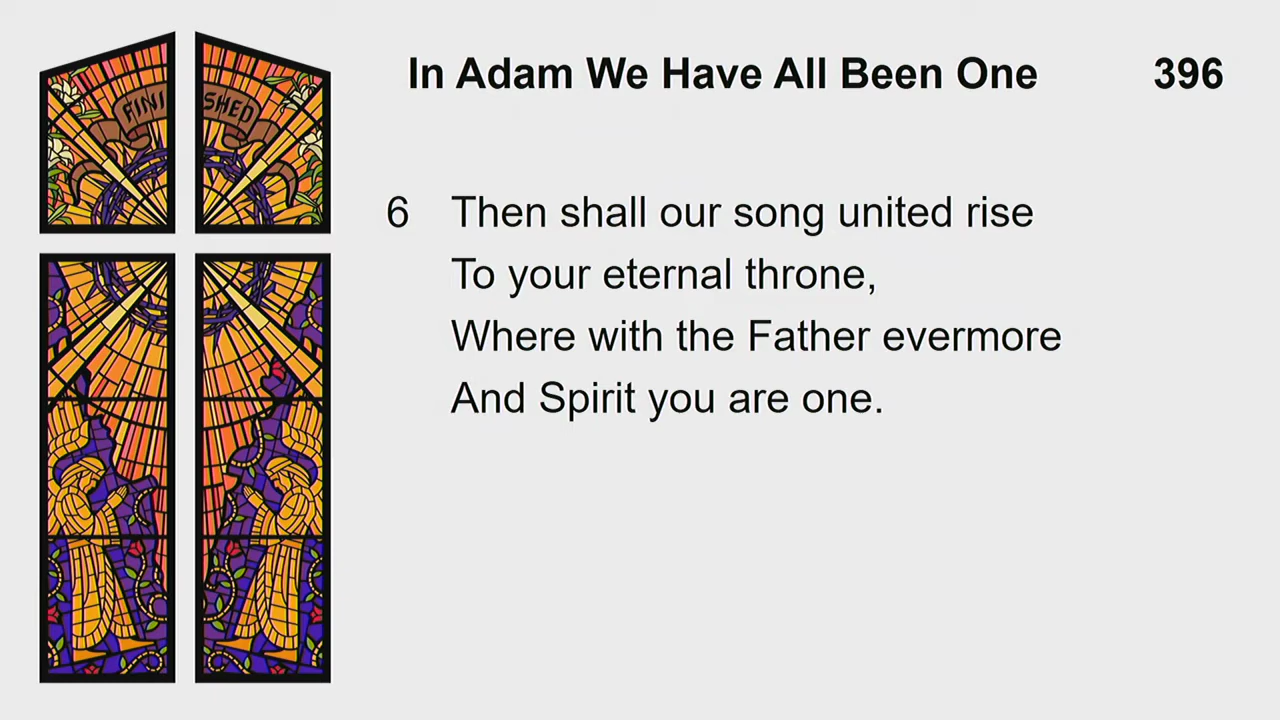 In Adam We Have All Been One 396
FINI SHED
6 Then shall our song united rise
To your eternal throne,
Where with the Father evermore
And Spirit you are one.